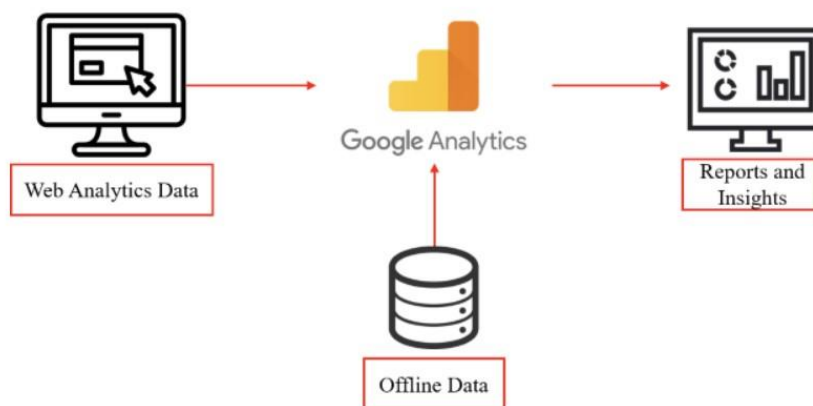 Google Analytics
Web Analytics Data
Reports and
Insights
Offline Data